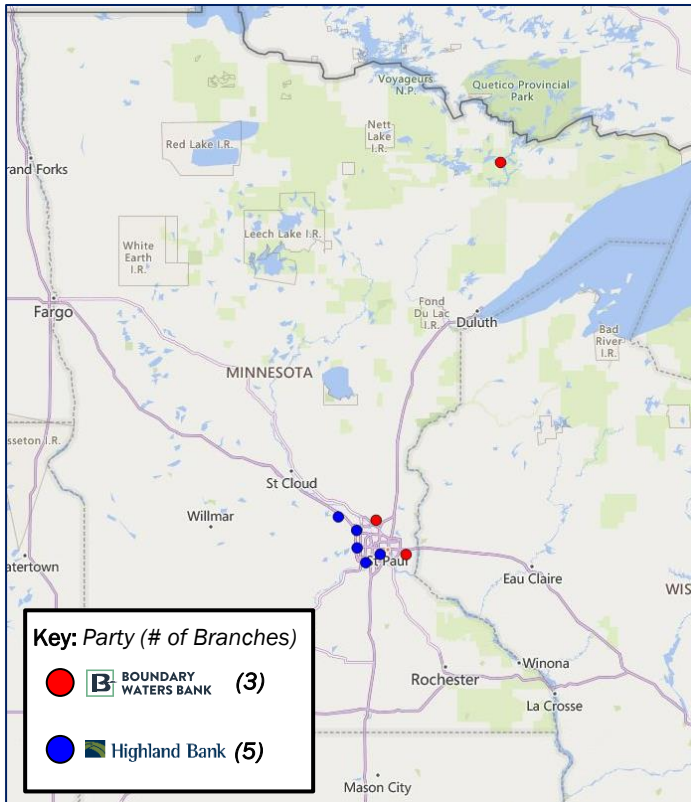 Voyageurs
N.P.
Quetico Provincial
Park
Nett
Lake
I.R.
Red Lake I.R.
rand Forks
Leech Lake I.R.
White
Earth
I.R.
Fargo
Fond
Du Lac
I.R.
Duluth
Bad
River
I.R.
MINNESOTA
sseton I.R.
St Cloud
Willmar
St Paul
atertown
Eau Claire
WIS
Key: Party (# of Branches)
B BOUNDARY
WATERS BANK (3)
Highland Bank (5)
Winona
Rochester
La Crosse
Mason City